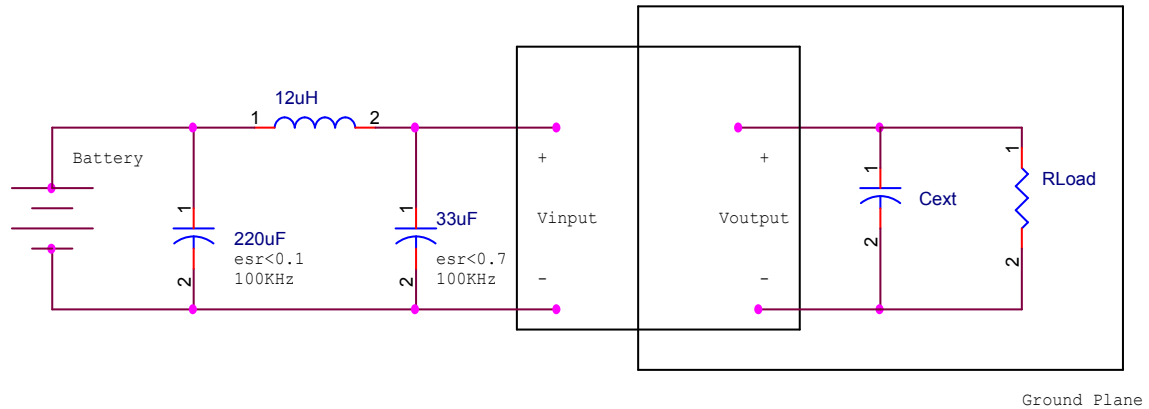 12uH
1
2
Battery
+
+
1
1
1
1
RLoad
Cext
33uF
Vinput
Voutput
220uF
esr<0.1
esr<0.7
2
2
2
2
100KHz
100KHz
-
-
Ground Plane